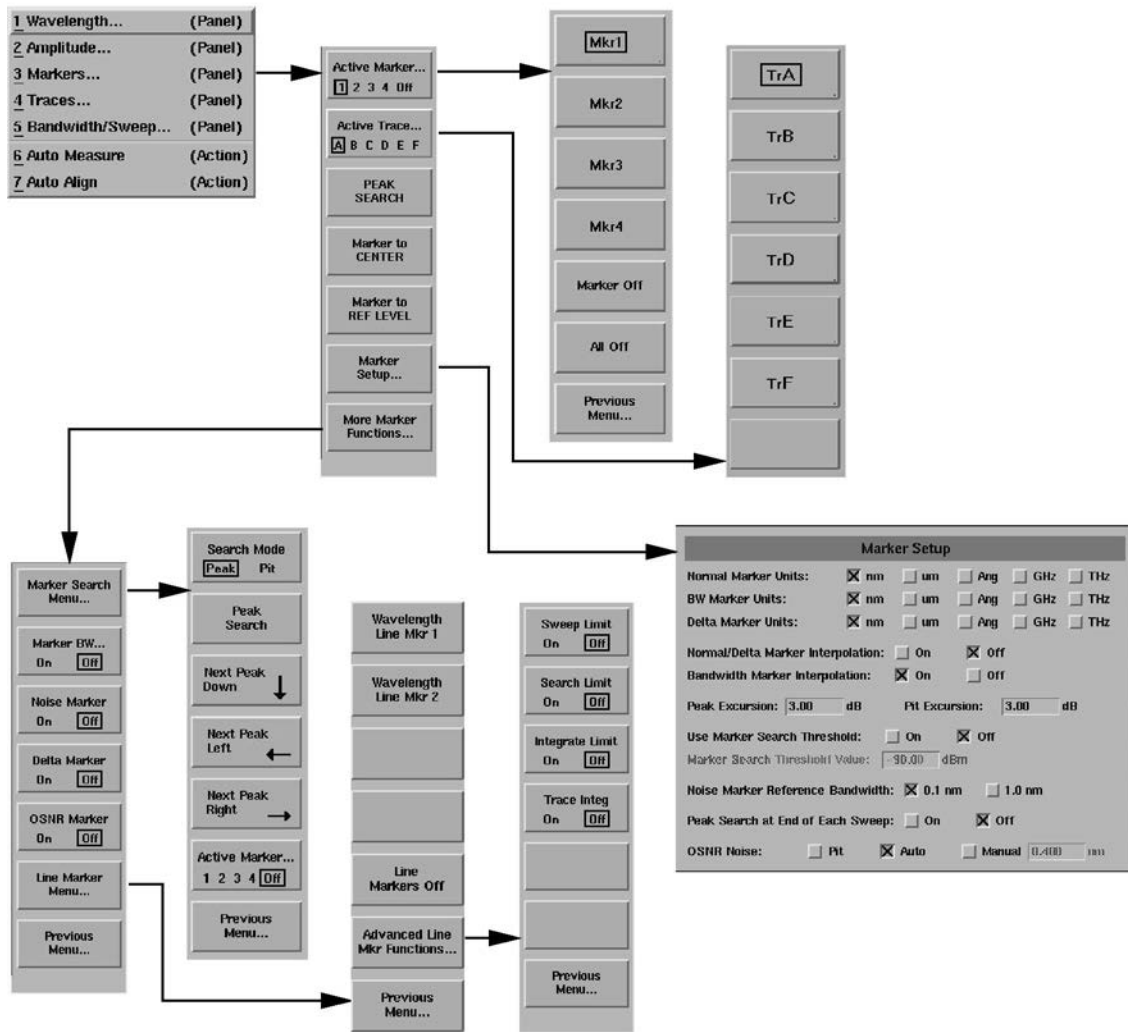 1 Wavelength... (Panel)
2 Amplitude... (Panel)
3 Markers... (Panel)
4 Traces... (Panel)
5 Bandwidth/Sweep... (Panel)
6 Auto Measure (Action)
7 Auto Align (Action)
Active Marker...
1 2 3 4 Off
Active Trace...
A B C D E F
PEAK
SEARCH
Marker to
CENTER
Marker to
REF LEVEL
Marker
Setup...
More Marker
Functions...
Mkr1
Mkr2
Mkr3
Mkr4
Marker Off
All Off
Previous
Menu...
TrA
TrB
TrC
TrD
TrE
TrF
Marker Search
Menu...
Marker BW...
On Off
Noise Marker
On Off
Delta Marker
On Off
OSNR Marker
On Off
Line Marker
Menu...
Previous
Menu...
Search Mode
Peak Pit
Peak
Search
Next Peak
Down
Next Peak
Left
Next Peak
Right
Active Marker...
1 2 3 4 Off
Previous
Menu...
Wavelength
Line Mkr 1
Wavelength
Line Mkr 2
Line
Markers Off
Advanced Line
Mkr Functions...
Previous
Menu...
Sweep Limit
On Off
Search Limit
On Off
Integrate Limit
On Off
Trace Integ
On Off
Previous
Menu...
Marker Setup
Normal Marker Units: nm um Ang GHz THz
BW Marker Units: nm um Ang GHz THz
Delta Marker Units: nm um Ang GHz THz
Normal/Delta Marker Interpolation: On Off
Bandwidth Marker Interpolation: On Off
Peak Excursion: 3.00 dB Pit Excursion: 3.00 dB
Use Marker Search Threshold: On Off
Marker Search Threshold Value: -90.00 dBm
Noise Marker Reference Bandwidth: 0.1 nm 1.0 nm
Peak Search at End of Each Sweep: On Off
OSNR Noise: Pit Auto Manual 0.400 nm